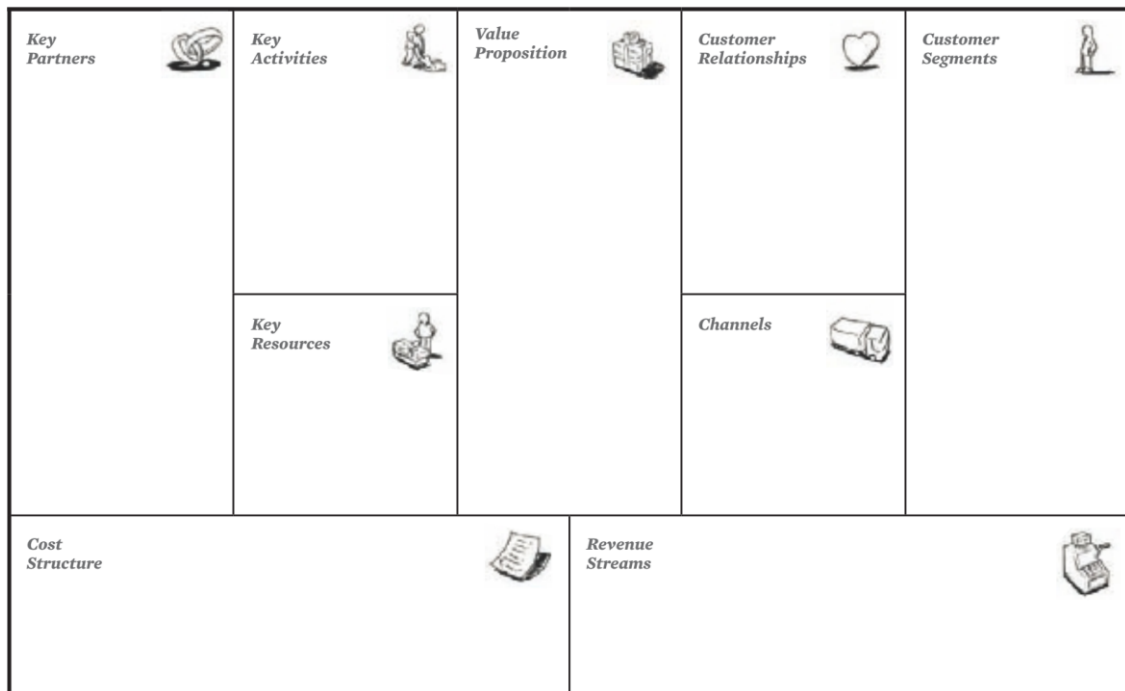 Key
Partners
Key
Activities
Value
Proposition
Customer
Relationships
Customer
Segments
Key
Resources
Channels
Cost
Structure
Revenue
Streams